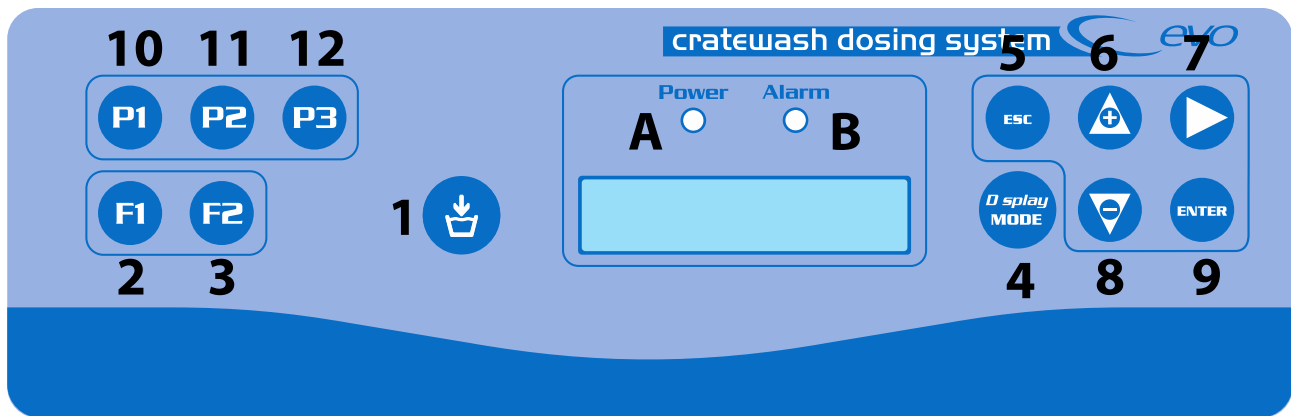 cratewash dosing system evo
10 11 12
5 6 7
P1 P2 P3
Power Alarm
A B
ESC +
F1 F2
1
D splay
MODE
-
ENTER
2 3
4 8 9